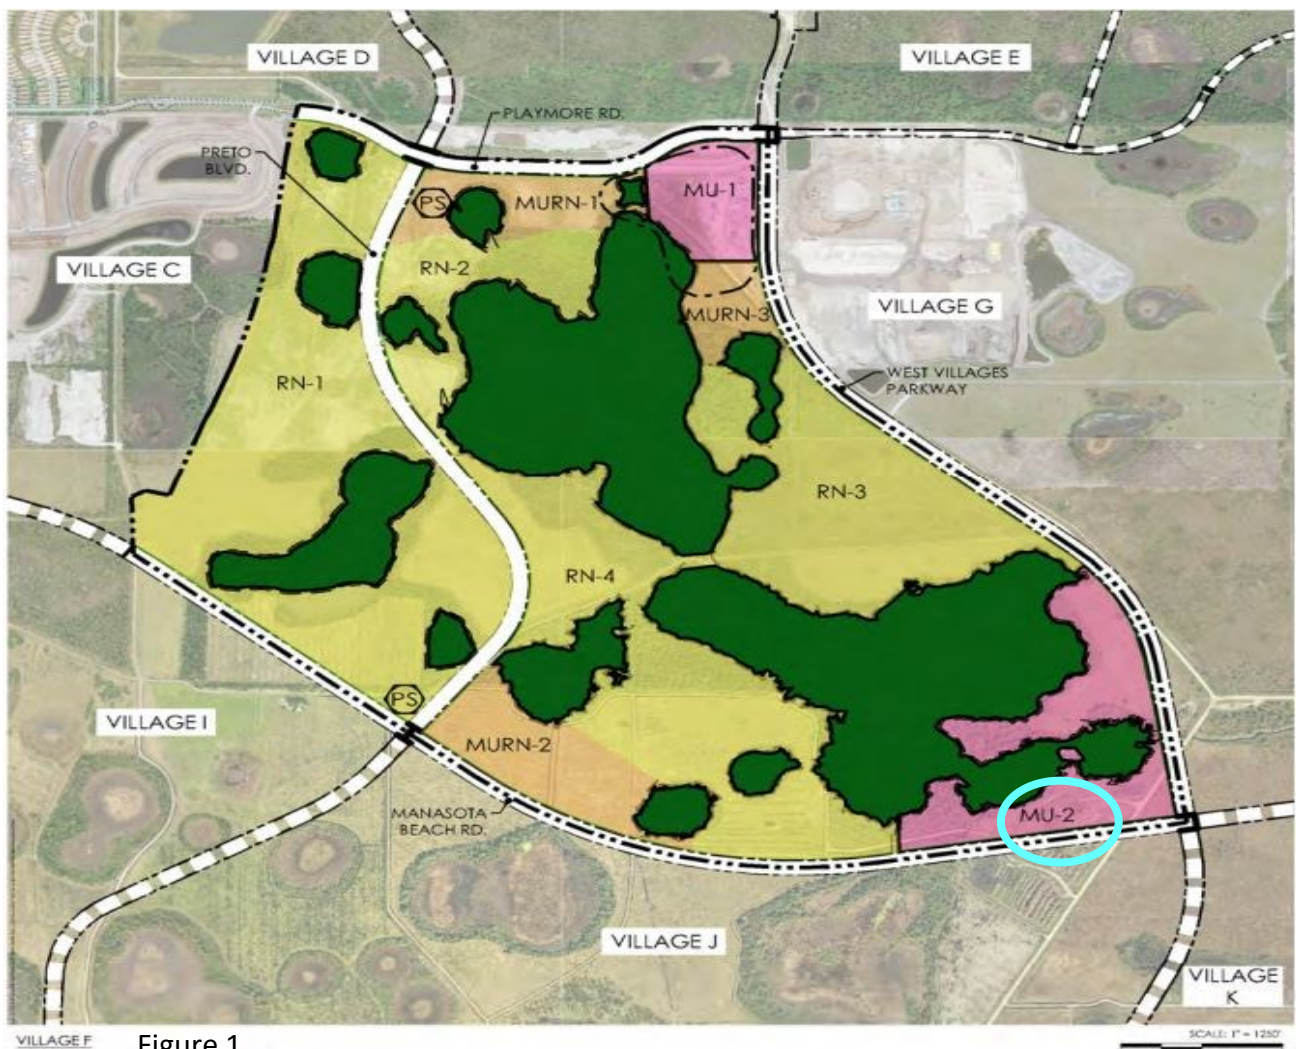 VILLAGE D
VILLAGE E
PLAYMORE RD.
PRETO
BLVD.
PS
MURN-1
MU-1
VILLAGE C
RN-2
VILLAGE G
MURN-3
WEST VILLAGES
PARKWAY
RN-1
RN-3
RN-4
PS
VILLAGE I
MURN-2
MANASOTA
BEACH RD.
MU-2
VILLAGE J
VILLAGE
K
VILLAGE F
Figure 1
SCALE: 1" = 1250'